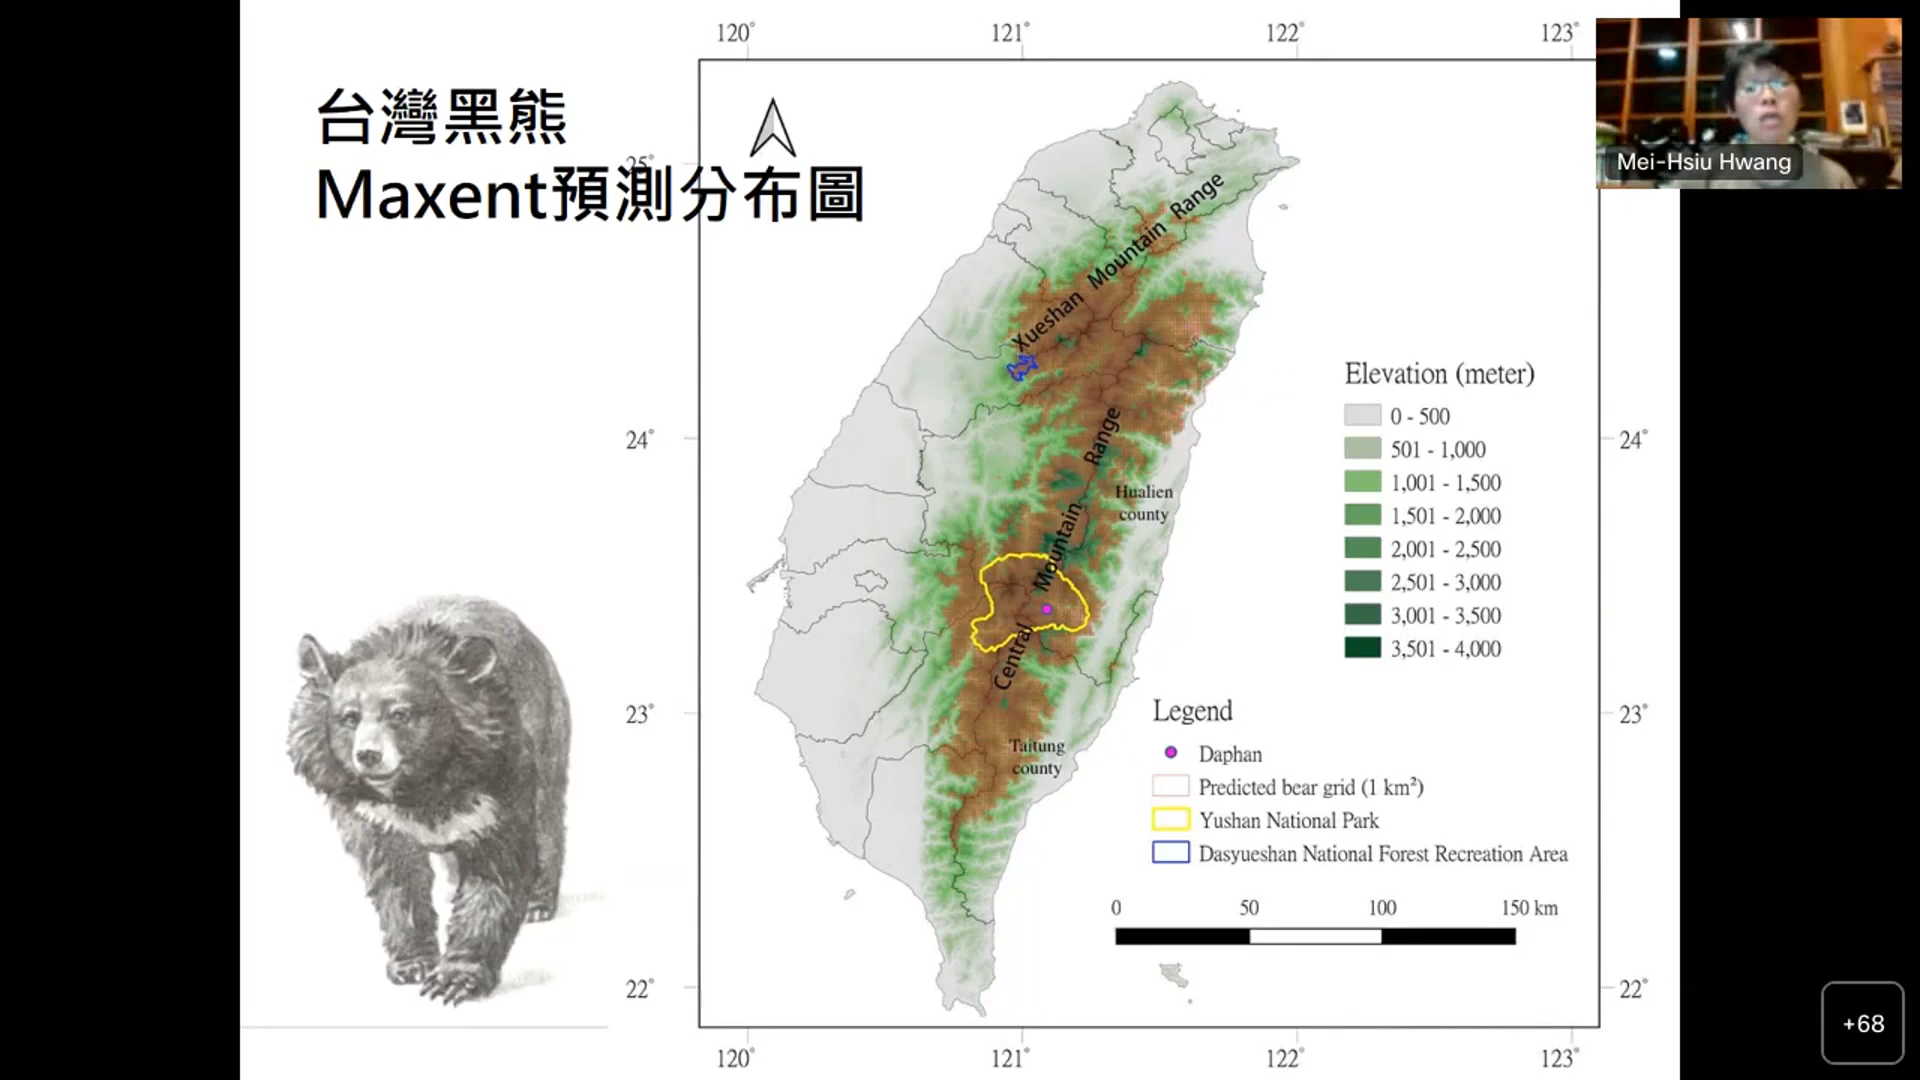 台灣黑熊
Maxent預測分布圖
120°
121°
122°
123°
25°
24°
24°
23°
23°
22°
22°
120°
121°
122°
123°
Xueshan Mountain Range
Central Mountain Range
Hualien
county
Taitung
county
Elevation (meter)
0 - 500
501 - 1,000
1,001 - 1,500
1,501 - 2,000
2,001 - 2,500
2,501 - 3,000
3,001 - 3,500
3,501 - 4,000
Legend
Daphan
Predicted bear grid (1 km²)
Yushan National Park
Dasyueshan National Forest Recreation Area
0 50 100 150 km
Mei-Hsiu Hwang
+68